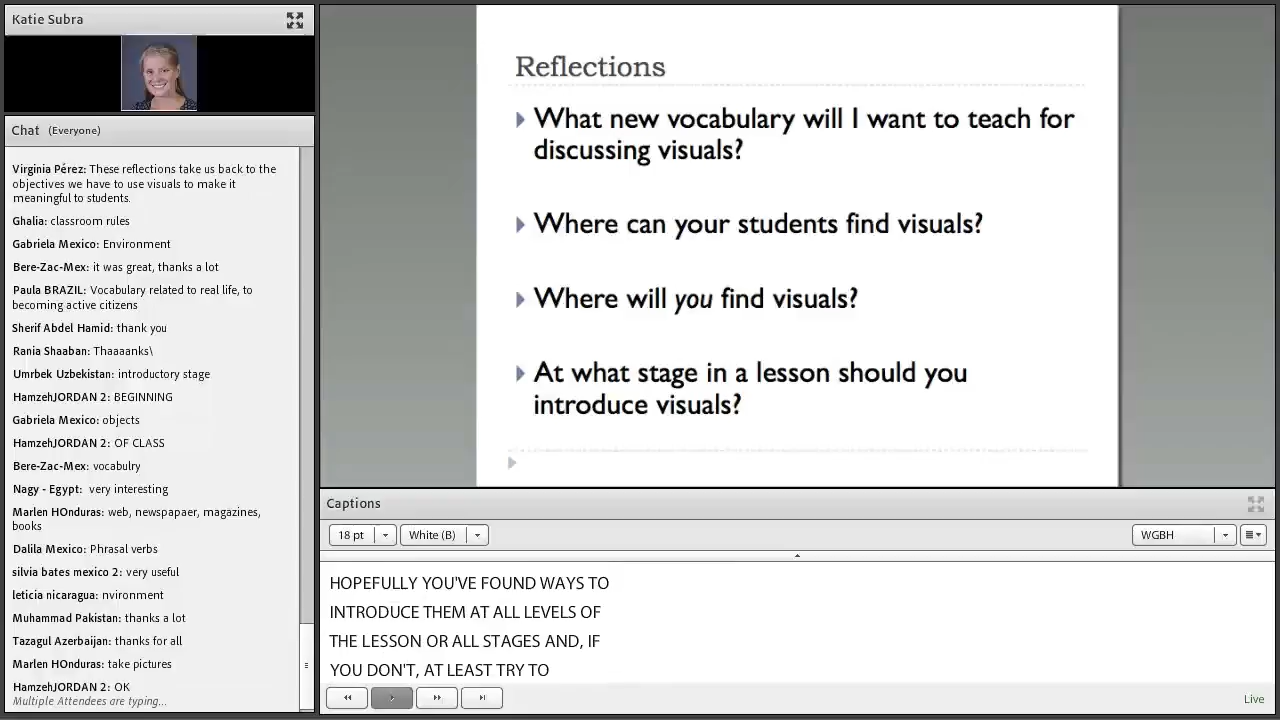 Katie Subra
Chat (Everyone)
Virginia Pérez: These reflections take us back to the
objectives we have to use visuals to make it
meaningful to students.
Ghalia: classroom rules
Gabriela Mexico: Environment
Bere-Zac-Mex: it was great, thanks a lot
Paula BRAZIL: Vocabulary related to real life, to
becoming active citizens
Sherif Abdel Hamid: thank you
Rania Shaaban: Thaaaanks\
Umrbek Uzbekistan: introductory stage
HamzehJORDAN 2: BEGINNING
Gabriela Mexico: objects
HamzehJORDAN 2: OF CLASS
Bere-Zac-Mex: vocabulry
Nagy - Egypt: very interesting
Marlen HOnduras: web, newspapaer, magazines,
books
Dalila Mexico: Phrasal verbs
silvia bates mexico 2: very useful
leticia nicaragua: nvironment
Muhammad Pakistan: thanks a lot
Tazagul Azerbaijan: thanks for all
Marlen HOnduras: take pictures
HamzehJORDAN 2: OK
Multiple Attendees are typing...
Reflections
What new vocabulary will I want to teach for
discussing visuals?
Where can your students find visuals?
Where will you find visuals?
At what stage in a lesson should you
introduce visuals?
Captions
18 pt
White (B)
WGBH
HOPEFULLY YOU'VE FOUND WAYS TO
INTRODUCE THEM AT ALL LEVELS OF
THE LESSON OR ALL STAGES AND, IF
YOU DON'T, AT LEAST TRY TO
Live